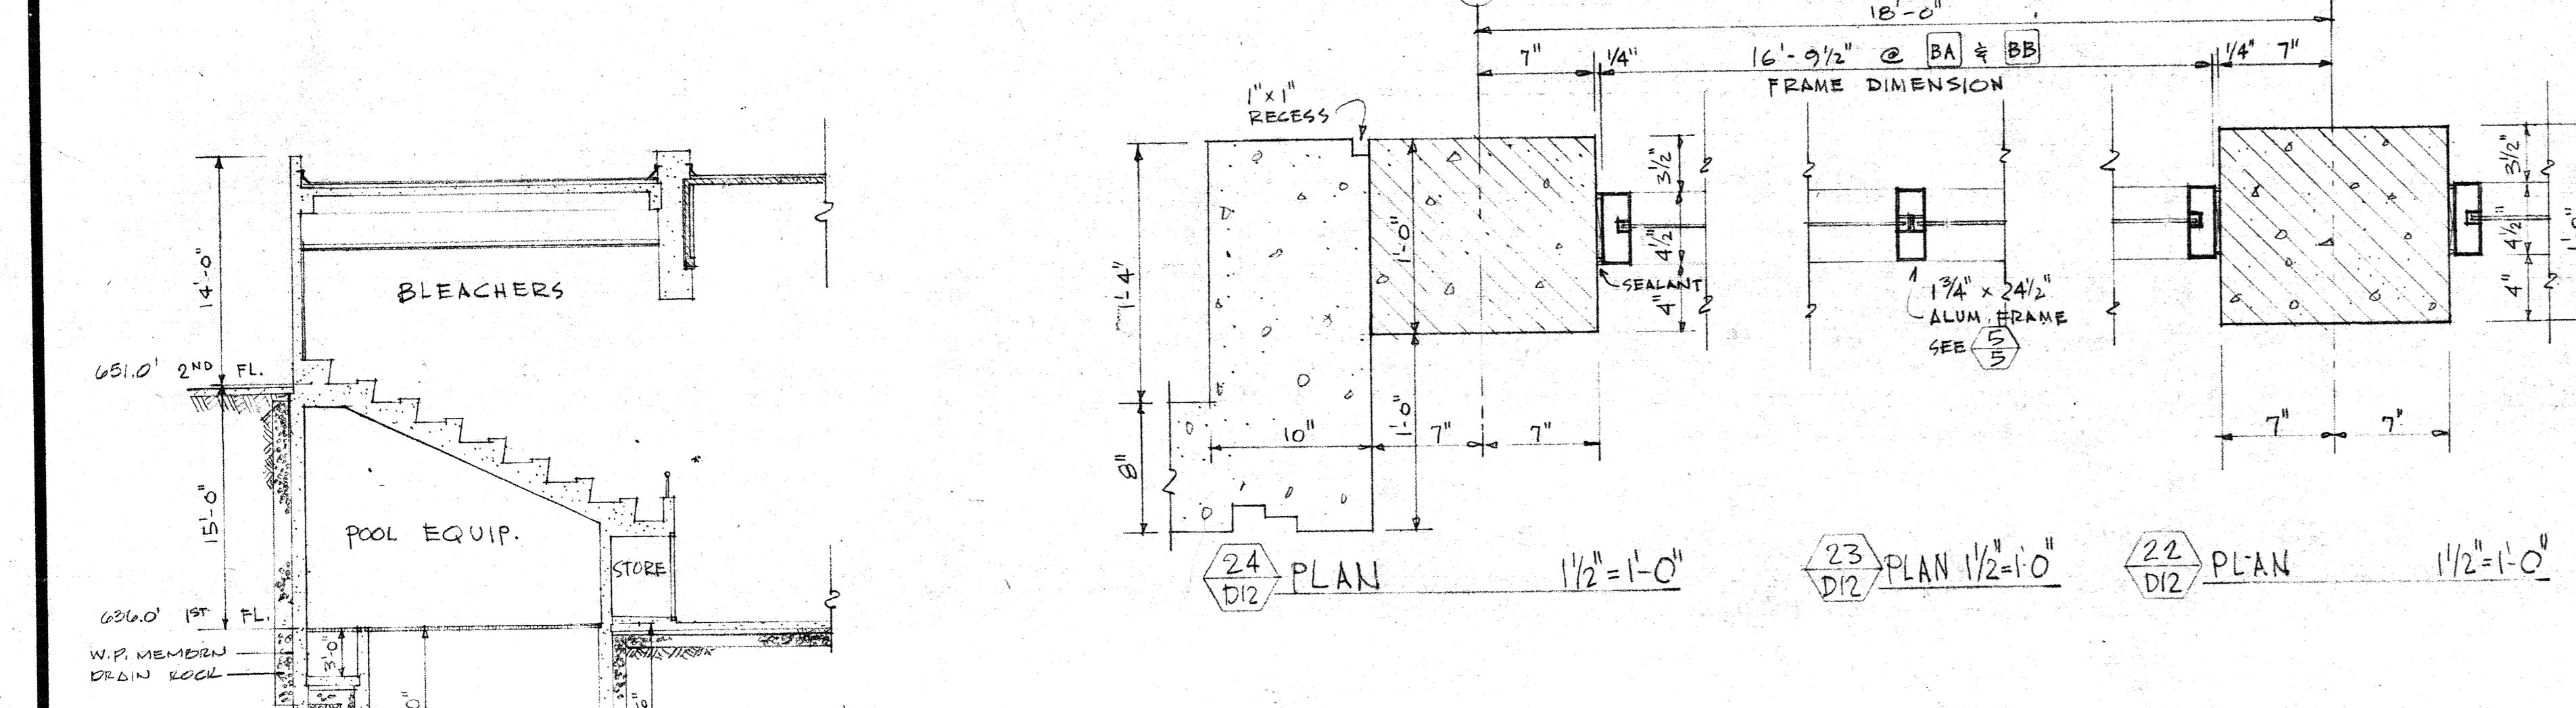 14'-0"
BLEACHERS
651.0' 2ND FL.
15'-0"
POOL EQUIP.
STORE
636.0' 1ST FL.
W.P. MEMBRN
DRAIN ROCK
3'-0"
18'-0"
7" 1/4" 16'-9 1/2" @ BA & BB 1/4" 7"
FRAME DIMENSION
1"x1"
RECESS
1'-4"
8"
1'-0"
1'-0"
10" 7" 7"
3 1/2"
4 1/2"
4"
SEALANT
1 3/4" x 24 1/2"
ALUM. FRAME
SEE 5
5
3 1/2"
4 1/2"
4"
1'-0"
7" 7"
24
D12
PLAN 1 1/2"=1'-0"
23
D12
PLAN 1 1/2"=1'-0"
22
D12
PLAN 1 1/2"=1'-0"